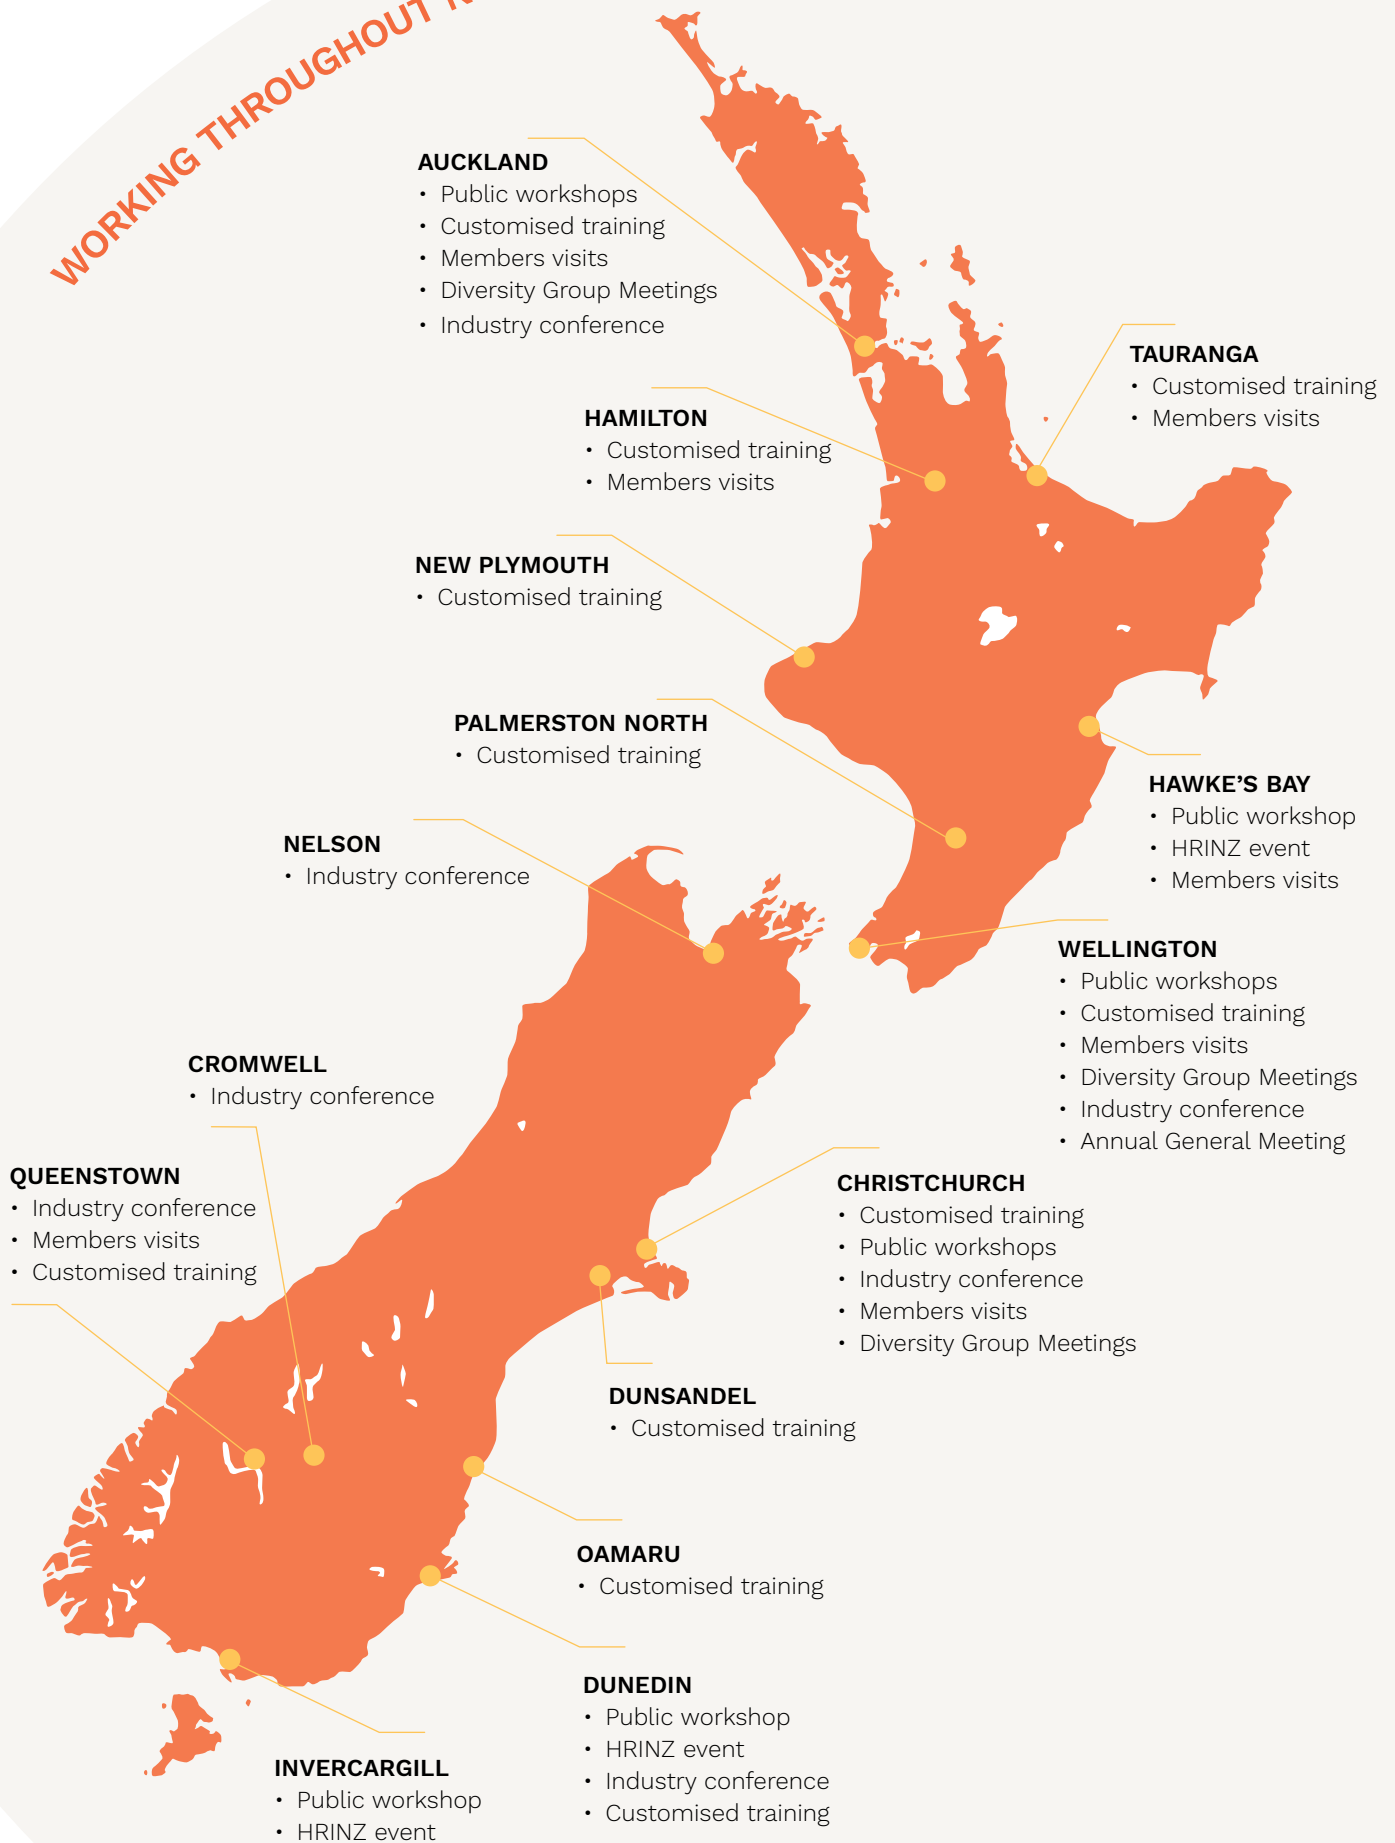 WORKING THROUGHOUT
AUCKLAND
• Public workshops
• Customised training
• Members visits
• Diversity Group Meetings
• Industry conference
TAURANGA
• Customised training
• Members visits
HAMILTON
• Customised training
• Members visits
NEW PLYMOUTH
• Customised training
PALMERSTON NORTH
• Customised training
HAWKE’S BAY
• Public workshop
• HRINZ event
• Members visits
NELSON
• Industry conference
WELLINGTON
• Public workshops
• Customised training
• Members visits
• Diversity Group Meetings
• Industry conference
• Annual General Meeting
CROMWELL
• Industry conference
QUEENSTOWN
• Industry conference
• Members visits
• Customised training
CHRISTCHURCH
• Customised training
• Public workshops
• Industry conference
• Members visits
• Diversity Group Meetings
DUNSANDEL
• Customised training
OAMARU
• Customised training
DUNEDIN
• Public workshop
• HRINZ event
• Industry conference
• Customised training
INVERCARGILL
• Public workshop
• HRINZ event